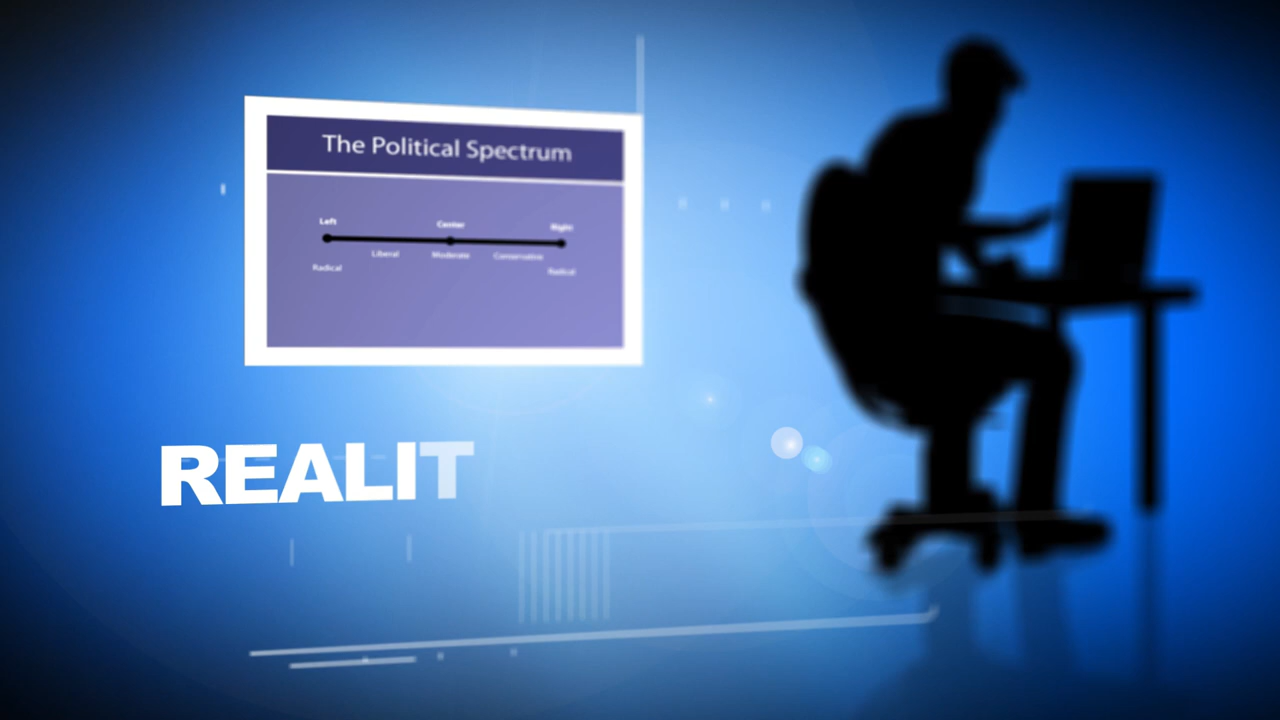 The Political Spectrum
Left Center Right
Liberal Moderate Conservative
Radical Radical
REALIT